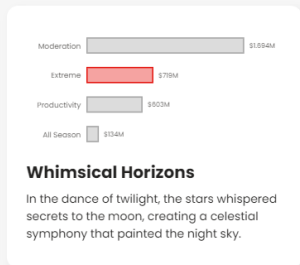 Moderation $1.694M
Extreme $719M
Productivity $603M
All Season $134M
Whimsical Horizons
In the dance of twilight, the stars whispered
secrets to the moon, creating a celestial
symphony that painted the night sky.